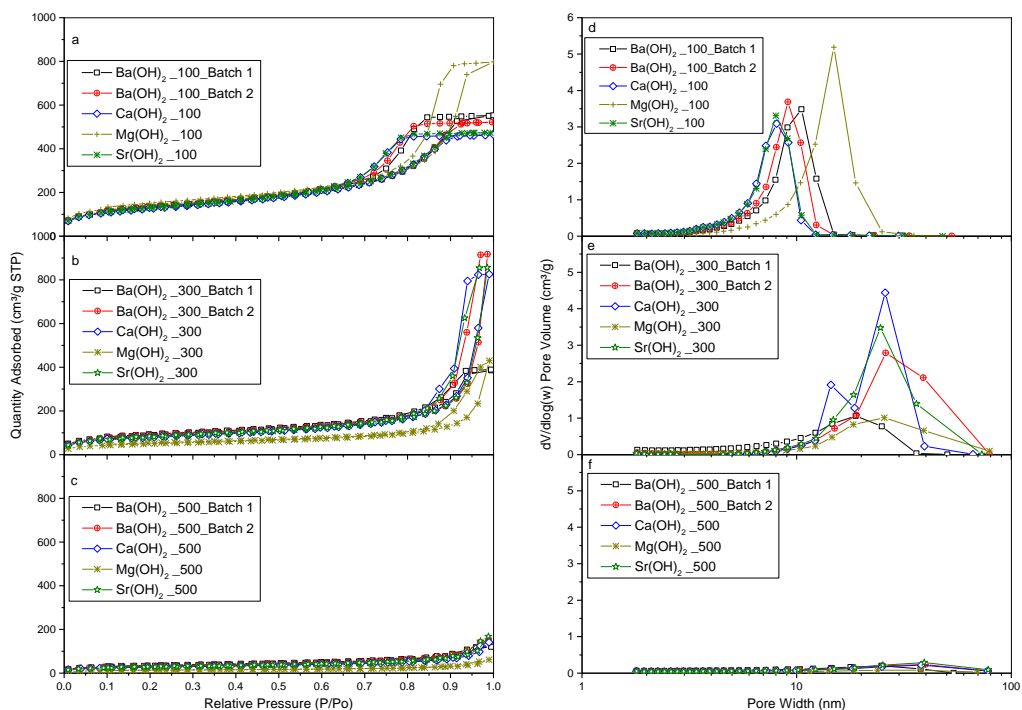 a
Ba(OH)2 _100_Batch 1
Ba(OH)2 _100_Batch 2
Ca(OH)2 _100
Mg(OH)2 _100
Sr(OH)2 _100
1000
800
600
400
200
1000
b
Ba(OH)2 _300_Batch 1
Ba(OH)2 _300_Batch 2
Ca(OH)2 _300
Mg(OH)2 _300
Sr(OH)2 _300
800
600
400
200
0
c
Ba(OH)2 _500_Batch 1
Ba(OH)2 _500_Batch 2
Ca(OH)2 _500
Mg(OH)2 _500
Sr(OH)2 _500
800
600
400
200
0
0.0 0.1 0.2 0.3 0.4 0.5 0.6 0.7 0.8 0.9 1.0
Relative Pressure (P/Po)
Quantity Adsorbed (cm³/g STP)
d
Ba(OH)2 _100_Batch 1
Ba(OH)2 _100_Batch 2
Ca(OH)2 _100
Mg(OH)2 _100
Sr(OH)2 _100
6
5
4
3
2
1
0
e
Ba(OH)2 _300_Batch 1
Ba(OH)2 _300_Batch 2
Ca(OH)2 _300
Mg(OH)2 _300
Sr(OH)2 _300
5
4
3
2
1
0
f
Ba(OH)2 _500_Batch 1
Ba(OH)2 _500_Batch 2
Ca(OH)2 _500
Mg(OH)2 _500
Sr(OH)2 _500
5
4
3
2
1
0
1 10 100
Pore Width (nm)
dV/dlog(w) Pore Volume (cm³/g)